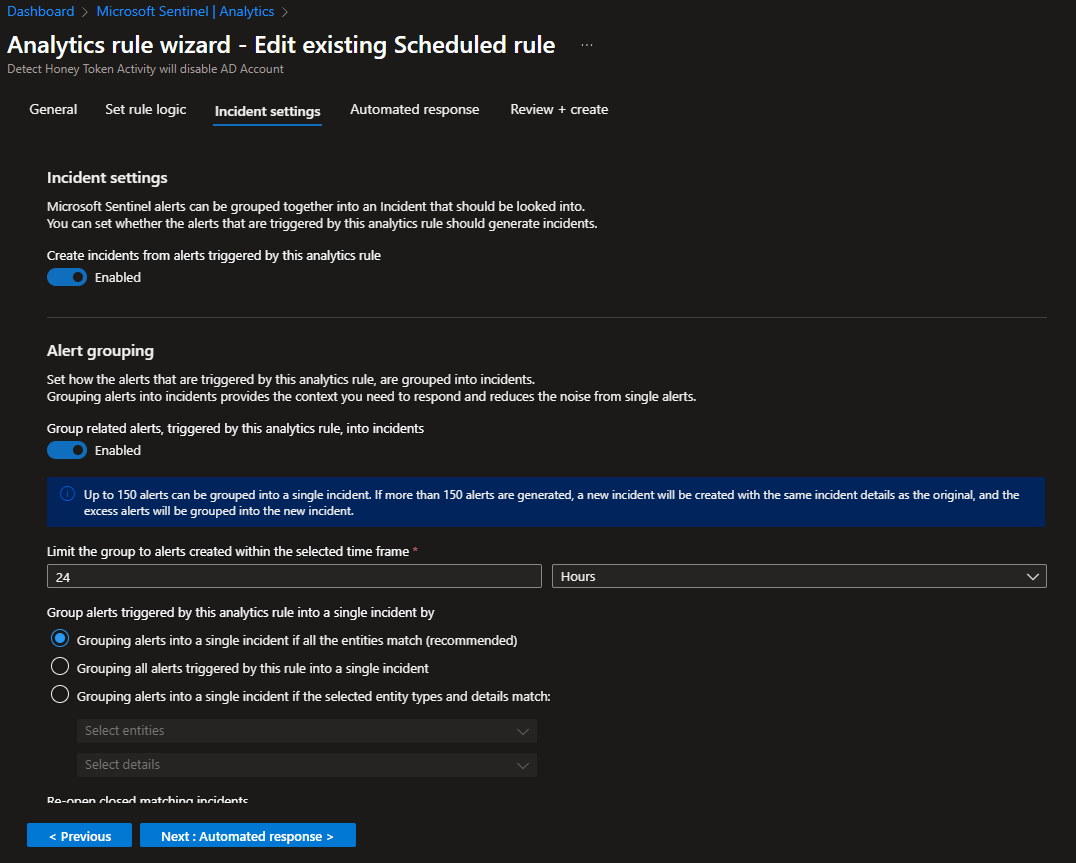 Dashboard > Microsoft Sentinel | Analytics >
Analytics rule wizard - Edit existing Scheduled rule ...
Detect Honey Token Activity will disable AD Account
General Set rule logic Incident settings Automated response Review + create
Incident settings
Microsoft Sentinel alerts can be grouped together into an Incident that should be looked into.
You can set whether the alerts that are triggered by this analytics rule should generate incidents.
Create incidents from alerts triggered by this analytics rule
Enabled
Alert grouping
Set how the alerts that are triggered by this analytics rule, are grouped into incidents.
Grouping alerts into incidents provides the context you need to respond and reduces the noise from single alerts.
Group related alerts, triggered by this analytics rule, into incidents
Enabled
Up to 150 alerts can be grouped into a single incident. If more than 150 alerts are generated, a new incident will be created with the same incident details as the original, and the
excess alerts will be grouped into the new incident.
Limit the group to alerts created within the selected time frame *
24 Hours
Group alerts triggered by this analytics rule into a single incident by
Grouping alerts into a single incident if all the entities match (recommended)
Grouping all alerts triggered by this rule into a single incident
Grouping alerts into a single incident if the selected entity types and details match:
Select entities
Select details
Re-open closed matching incidents
< Previous Next : Automated response >